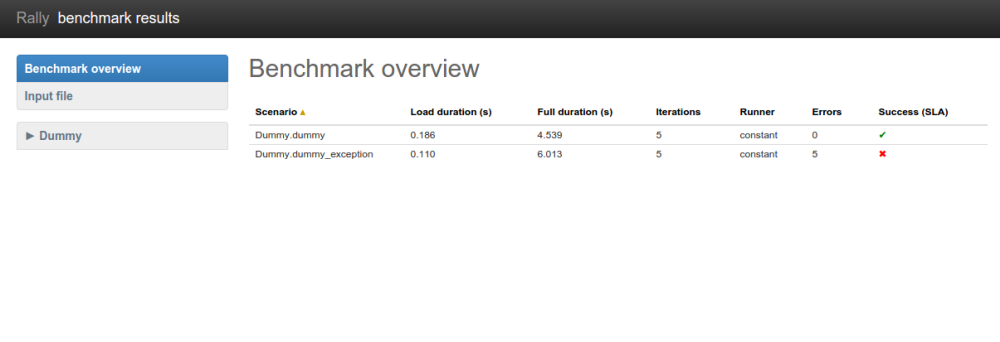 Rally benchmark results
Benchmark overview
Input file
▶ Dummy
Benchmark overview
Scenario ▲ Load duration (s) Full duration (s) Iterations Runner Errors Success (SLA)
Dummy.dummy 0.186 4.539 5 constant 0 ✔
Dummy.dummy_exception 0.110 6.013 5 constant 5 ✖